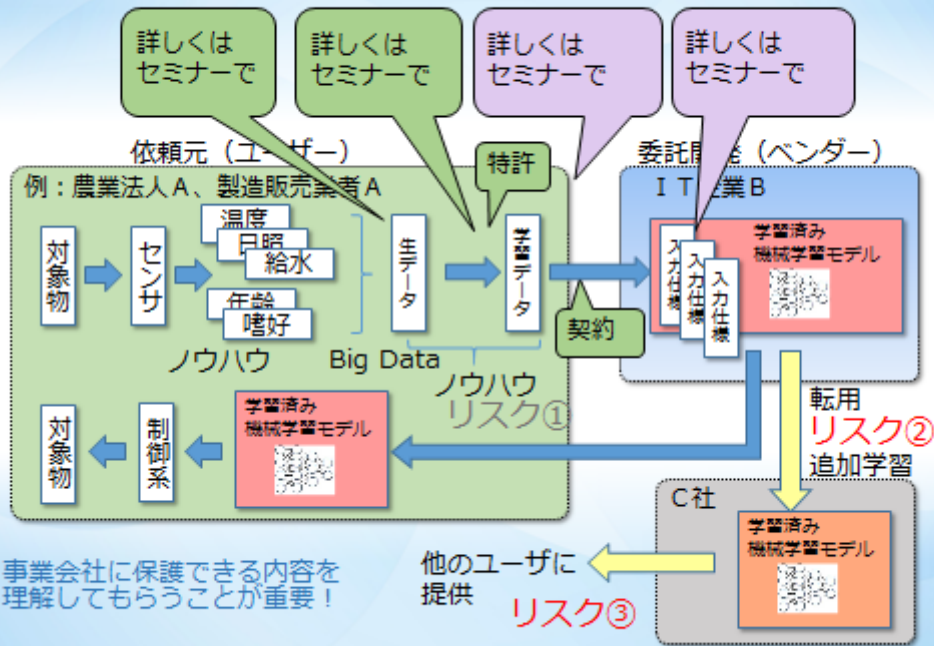 詳しくは
セミナーで
詳しくは
セミナーで
詳しくは
セミナーで
詳しくは
セミナーで
依頼元（ユーザー）
委託開発（ベンダー）
例：農業法人A、製造販売業者A
特許
ＩＴ企業B
対象物
センサ
温度
日照
給水
年齢
嗜好
ノウハウ
生データ
Big Data
学習データ
ノウハウ
リスク①
契約
入力仕様
入力仕様
入力仕様
学習済み
機械学習モデル
対象物
制御系
学習済み
機械学習モデル
転用
リスク②
追加学習
C社
学習済み
機械学習モデル
他のユーザに
提供
リスク③
事業会社に保護できる内容を
理解してもらうことが重要！